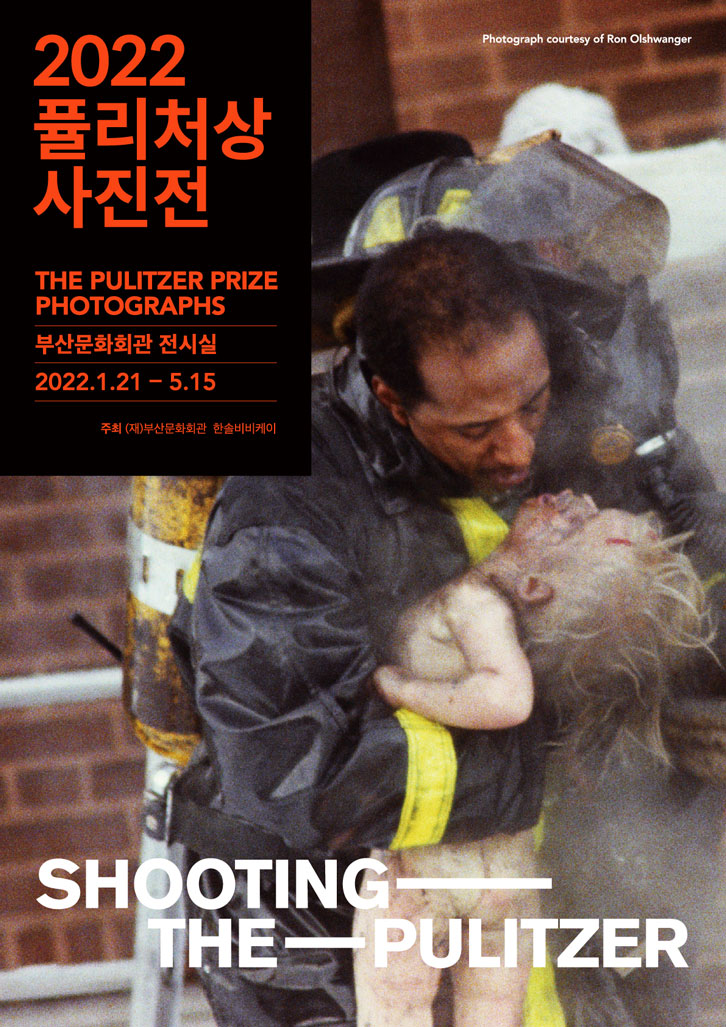 Photograph courtesy of Ron Olshwanger
2022
퓰리처상
사진전
THE PULITZER PRIZE
PHOTOGRAPHS
부산문화회관 전시실
2022.1.21 – 5.15
주최 (재)부산문화회관 한솔비비케이
SHOOTING—
THE—PULITZER